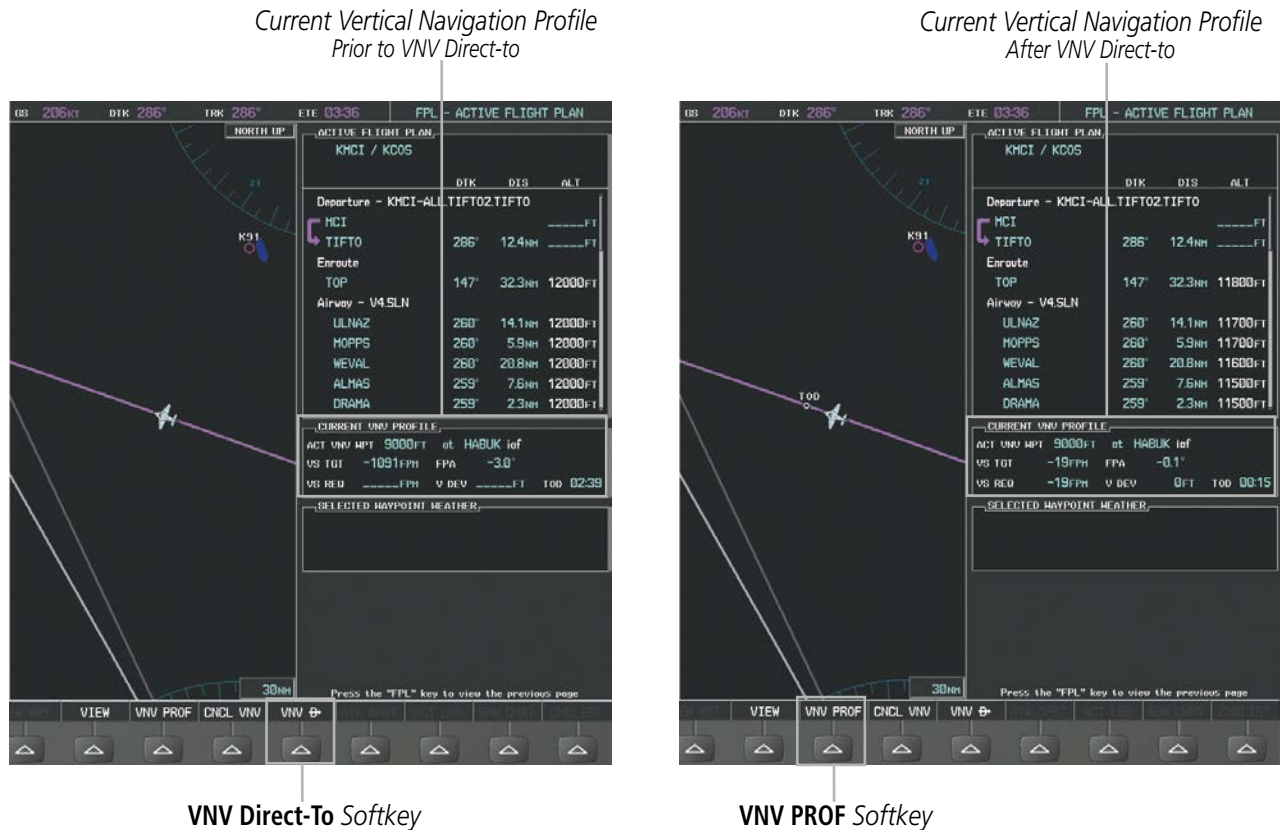 Current Vertical Navigation Profile
Prior to VNV Direct-to
GS 206KT DTK 286° TRK 286° ETE 03:36 FPL – ACTIVE FLIGHT PLAN
NORTH UP
21
K91
30NM
ACTIVE FLIGHT PLAN
KMCI / KCOS
DTK DIS ALT
Departure – KMCI-ALL.TIFTO2.TIFTO
MCI _____FT
TIFTO 286° 12.4NM _____FT
Enroute
TOP 147° 32.3NM 12000FT
Airway – V4.SLN
ULNAZ 260° 14.1NM 12000FT
MOPPS 260° 5.9NM 12000FT
WEVAL 260° 20.8NM 12000FT
ALMAS 259° 7.6NM 12000FT
DRAMA 259° 2.3NM 12000FT
CURRENT VNV PROFILE
ACT VNV WPT 9000FT at HABUK iaf
VS TGT -1091FPM FPA -3.0°
VS REQ _____FPM V DEV _____FT TOD 02:39
SELECTED WAYPOINT WEATHER
Press the "FPL" key to view the previous page
VIEW VNV PROF CNCL VNV VNV
VNV Direct-To Softkey
Current Vertical Navigation Profile
After VNV Direct-to
GS 206KT DTK 286° TRK 286° ETE 03:36 FPL – ACTIVE FLIGHT PLAN
NORTH UP
21
K91
TOD
30NM
ACTIVE FLIGHT PLAN
KMCI / KCOS
DTK DIS ALT
Departure – KMCI-ALL.TIFTO2.TIFTO
MCI _____FT
TIFTO 286° 12.4NM _____FT
Enroute
TOP 147° 32.3NM 11800FT
Airway – V4.SLN
ULNAZ 260° 14.1NM 11700FT
MOPPS 260° 5.9NM 11700FT
WEVAL 260° 20.8NM 11600FT
ALMAS 259° 7.6NM 11500FT
DRAMA 259° 2.3NM 11500FT
CURRENT VNV PROFILE
ACT VNV WPT 9000FT at HABUK iaf
VS TGT -19FPM FPA -0.1°
VS REQ -19FPM V DEV 0FT TOD 00:15
SELECTED WAYPOINT WEATHER
Press the "FPL" key to view the previous page
VIEW VNV PROF CNCL VNV VNV
VNV PROF Softkey